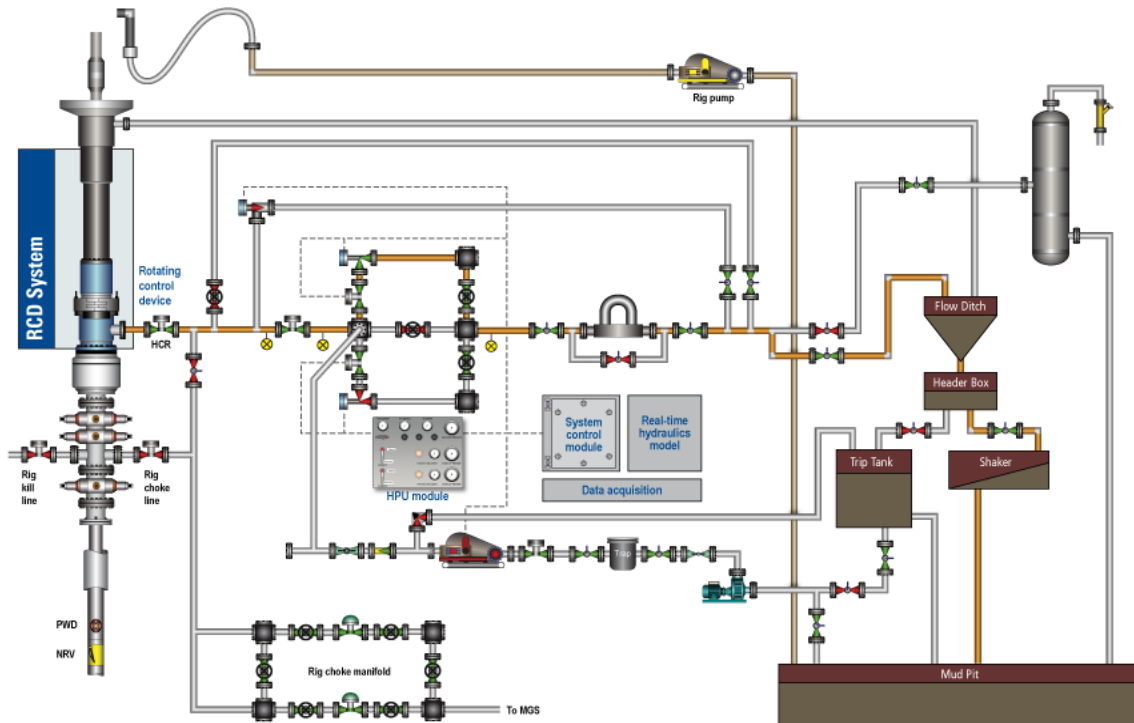 Rig pump
RCD System
Rotating
control
device
HCR
Flow Ditch
Header Box
System
control
module
Real-time
hydraulics
model
Trip Tank
Shaker
Rig
kill
line
Rig
choke
line
HPU module
Data acquisition
Trap
PWD
NRV
Rig choke manifold
To MGS
Mud Pit